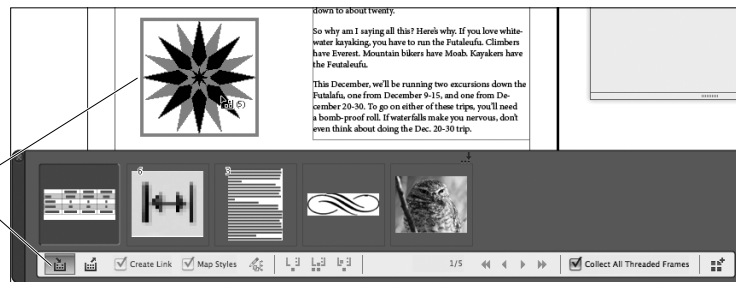 down to about twenty.
So why am I saying all this? Here's why. If you love white-
water kayaking, you have to run the Futaleufu. Climbers
have Everest. Mountain bikers have Moab. Kayakers have
the Feutaleufu.
This December, we'll be running two excursions down the
Futalafu, one from December 9-15, and one from De-
cember 20-30. To go on either of these trips, you'll need
a bomb-proof roll. If waterfalls make you nervous, don't
even think about doing the Dec. 20-30 trip.
(5)
Create Link
Map Styles
1/5
Collect All Threaded Frames